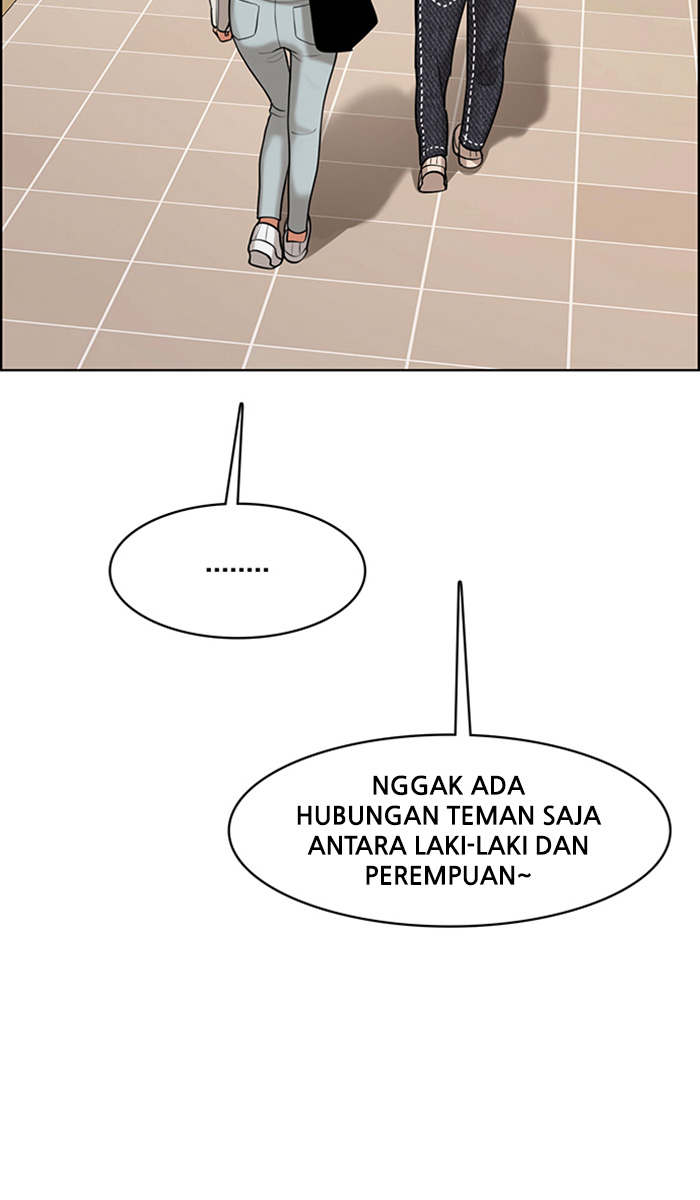 ........
NGGAK ADA
HUBUNGAN TEMAN SAJA
ANTARA LAKI-LAKI DAN
PEREMPUAN~